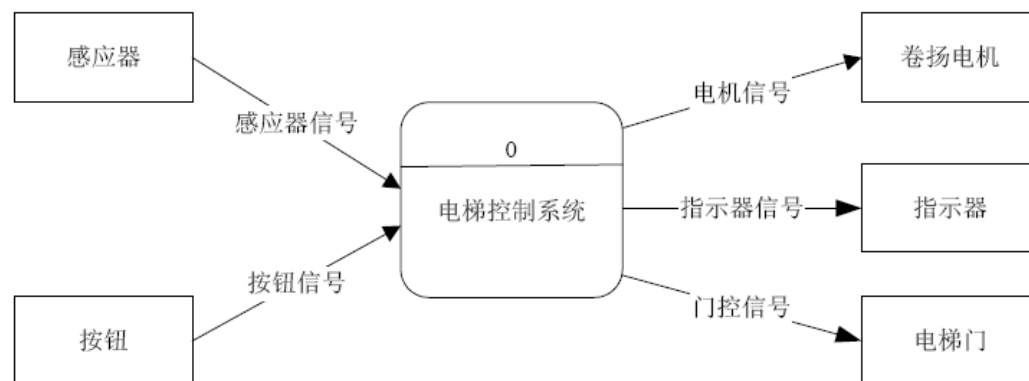 感应器
卷扬电机
电机信号
感应器信号
0
电梯控制系统
指示器信号
指示器
按钮信号
门控信号
按钮
电梯门